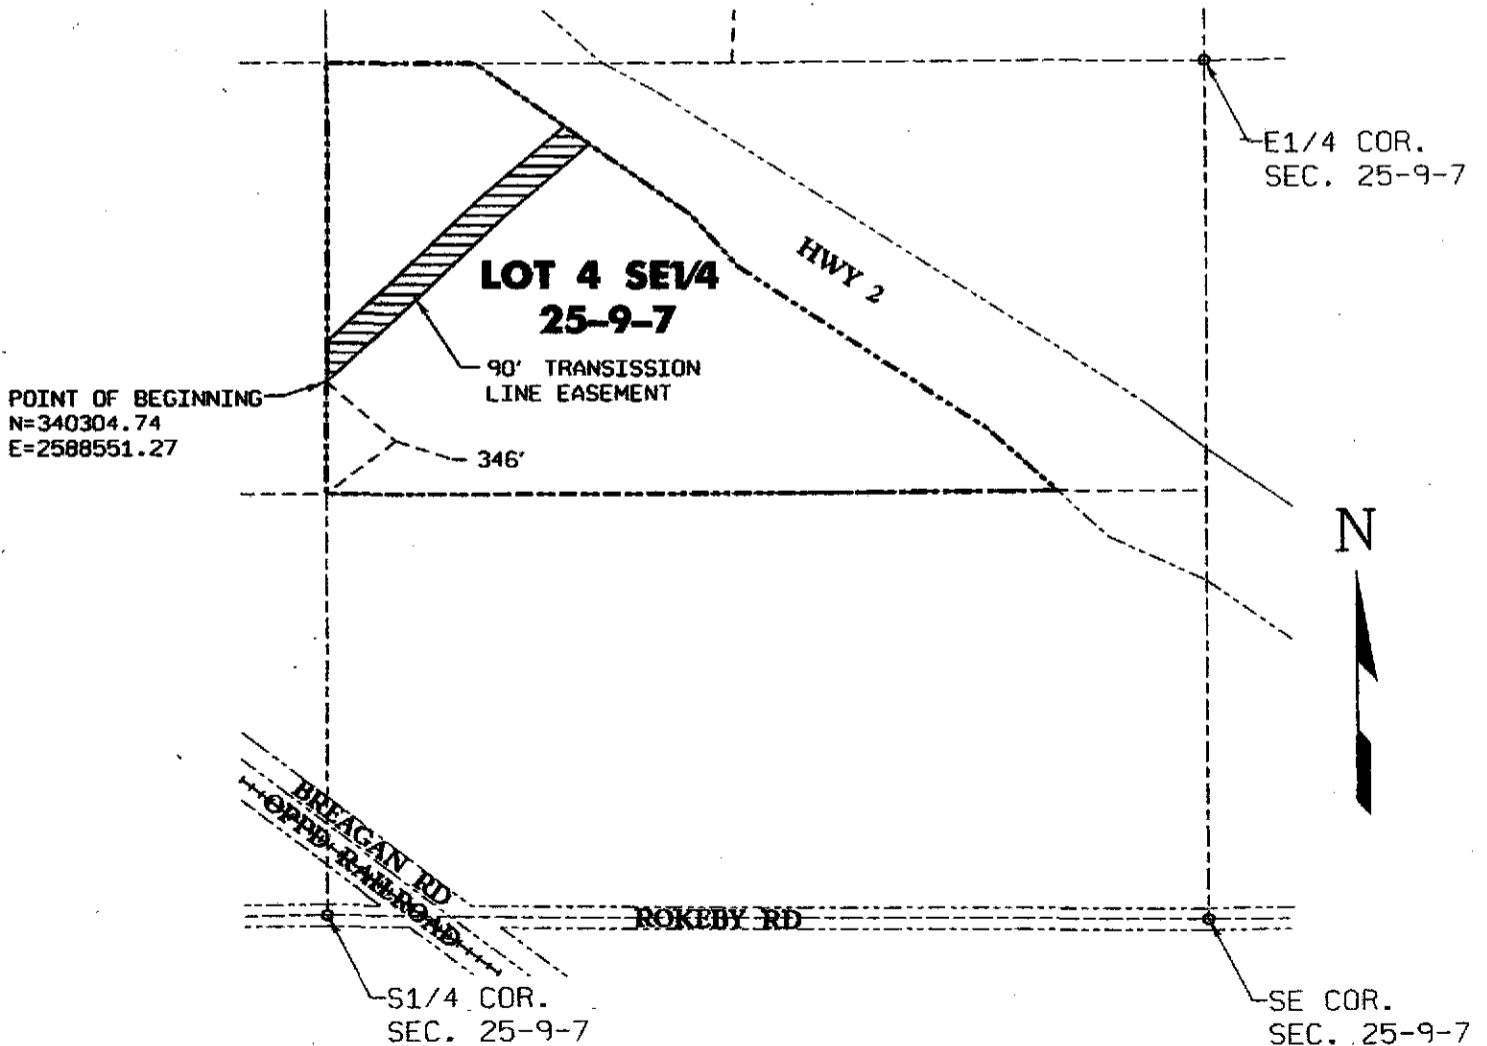 E1/4 COR.
SEC. 25-9-7
HWY 2
LOT 4 SE1/4
25-9-7
90' TRANSISSION
LINE EASEMENT
POINT OF BEGINNING
N=340304.74
E=2588551.27
346'
N
BREAGAN RD
OPPD RAILROAD
ROKEBY RD
S1/4 COR.
SEC. 25-9-7
SE COR.
SEC. 25-9-7